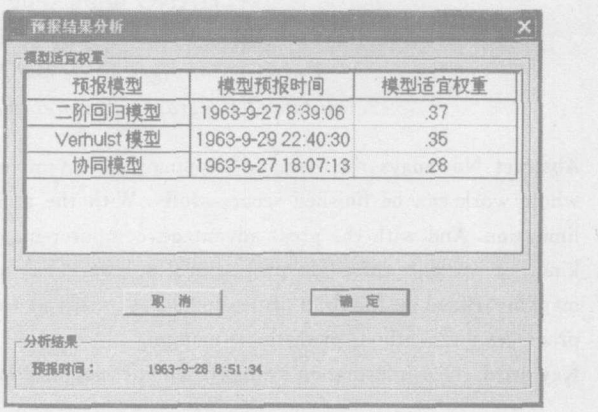 预报结果分析
模型适宜权重
预报模型 模型预报时间 模型适宜权重
二阶回归模型 1963-9-27 8:39:06 .37
Verhulst 模型 1963-9-29 22:40:30 .35
协同模型 1963-9-27 18:07:13 .28
取 消 确 定
分析结果
预报时间: 1963-9-28 8:51:34